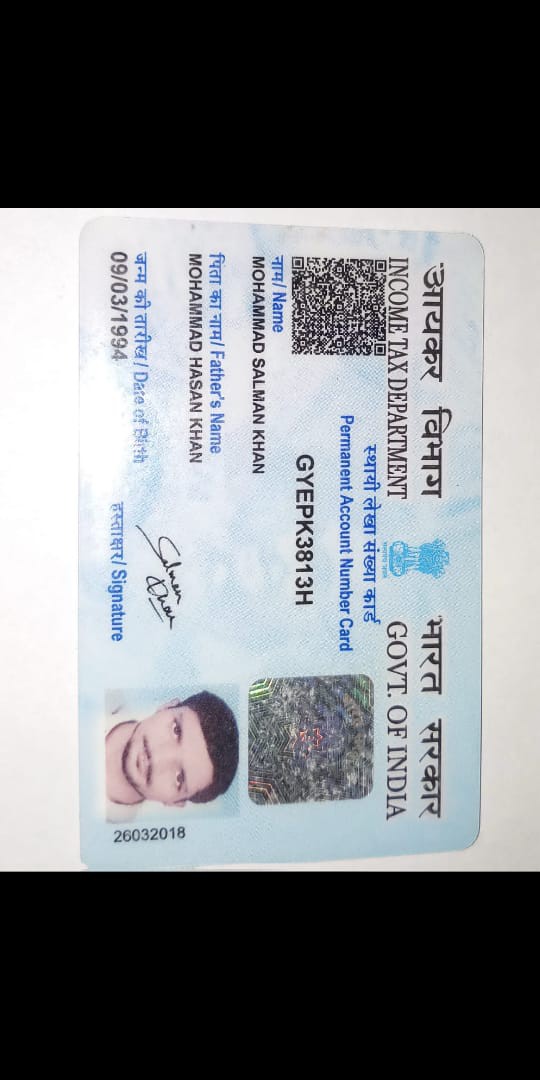 आयकर विभाग
INCOME TAX DEPARTMENT
भारत सरकार
GOVT. OF INDIA
स्थायी लेखा संख्या कार्ड
Permanent Account Number Card
GYEPK3813H
नाम / Name
MOHAMMAD SALMAN KHAN
पिता का नाम / Father's Name
MOHAMMAD HASAN KHAN
जन्म की तारीख / Date of Birth
09/03/1994
Salman Khan
हस्ताक्षर / Signature
26032018